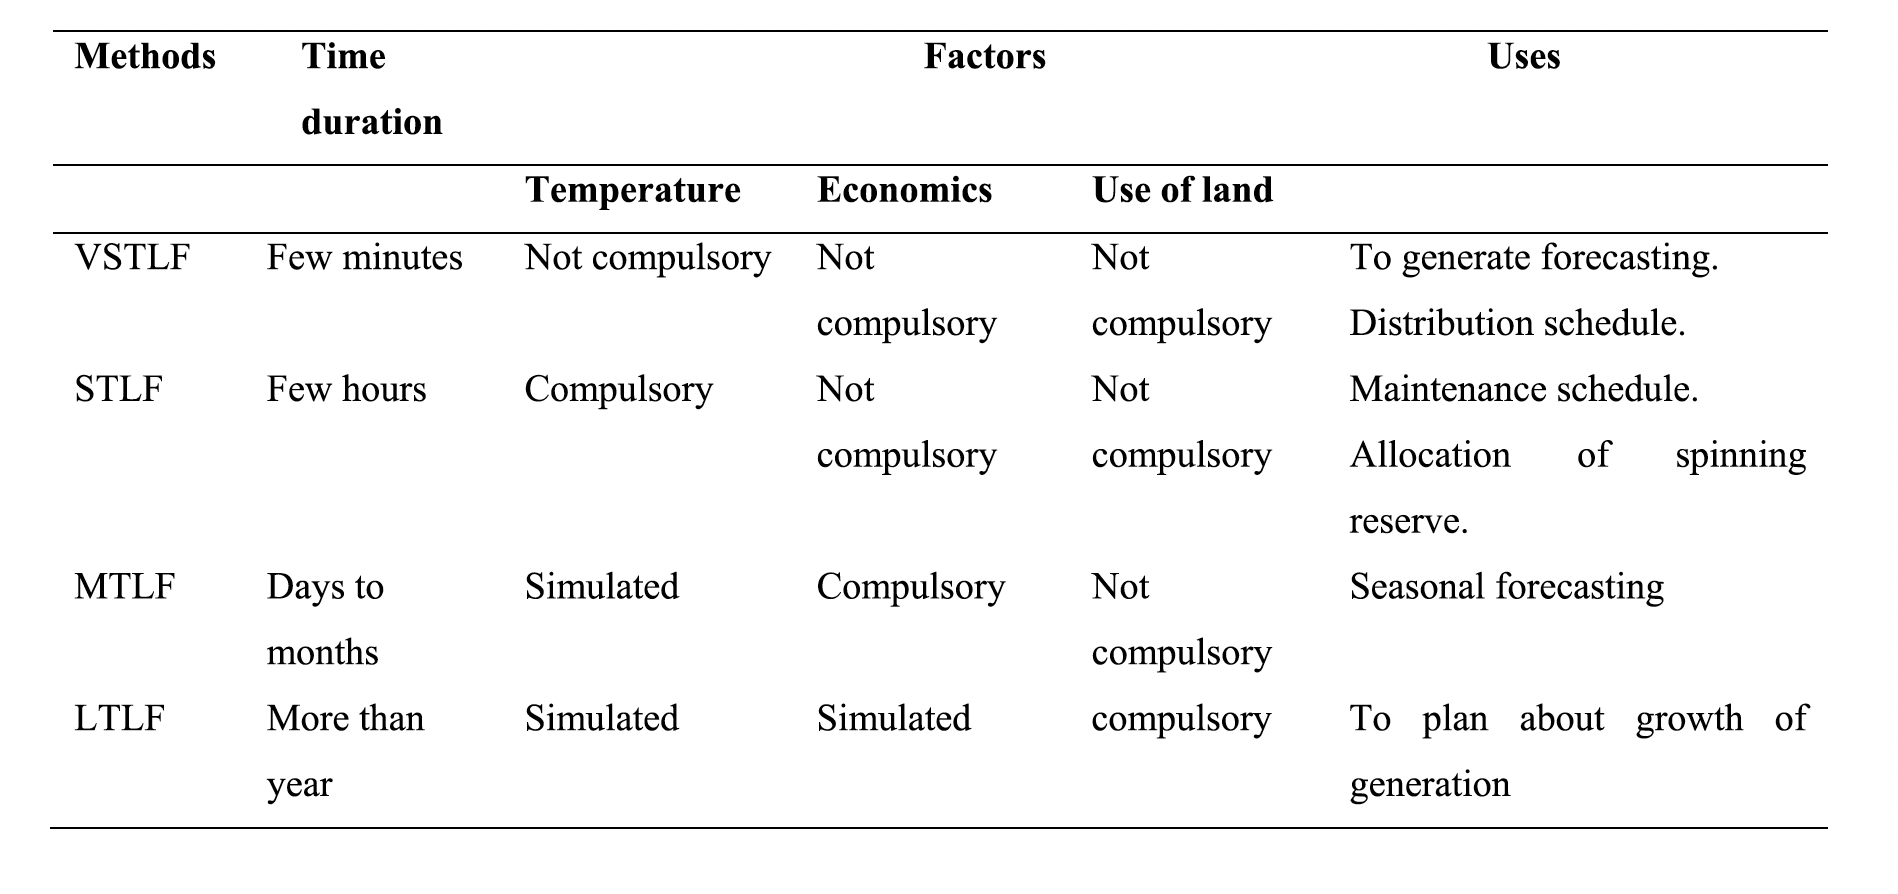 Methods Time Factors Uses
duration
Temperature Economics Use of land
VSTLF Few minutes Not compulsory Not Not To generate forecasting.
compulsory compulsory Distribution schedule.
STLF Few hours Compulsory Not Not Maintenance schedule.
compulsory compulsory Allocation of spinning
reserve.
MTLF Days to Simulated Compulsory Not Seasonal forecasting
months compulsory
LTLF More than Simulated Simulated compulsory To plan about growth of
year generation